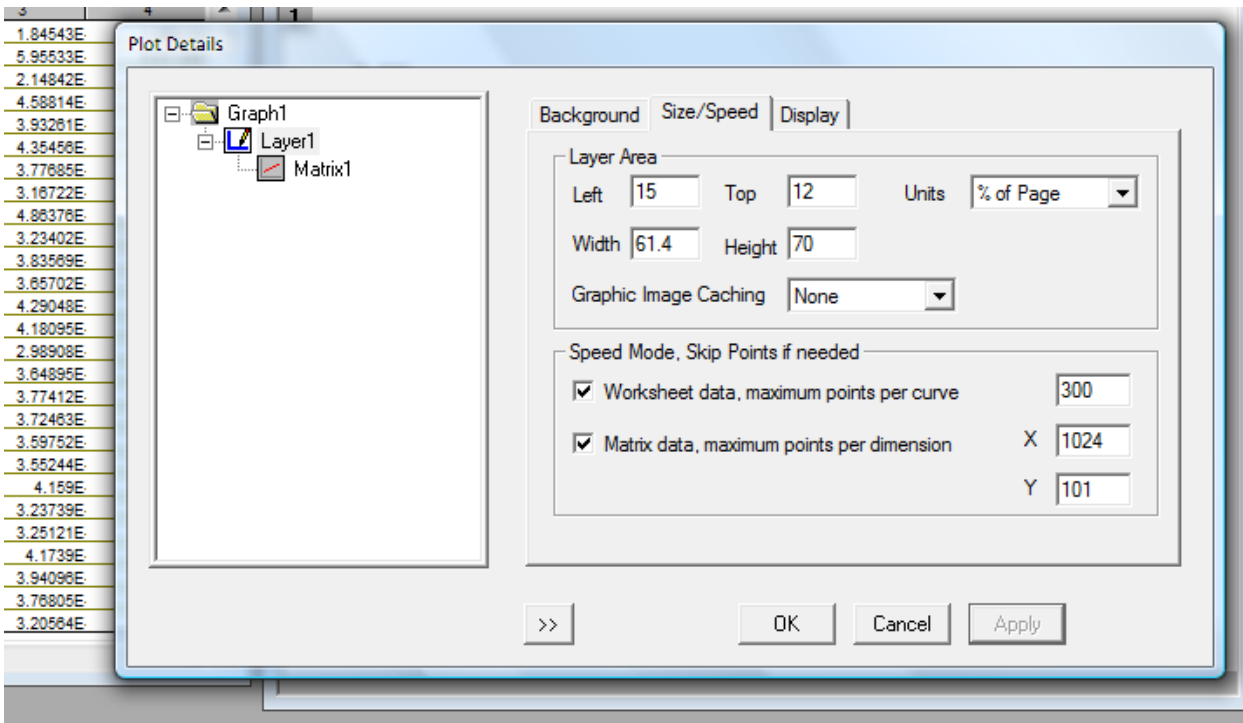 3 4
1
1.84543E-
5.95533E-
2.14842E-
4.58814E-
3.93261E-
4.35456E-
3.77685E-
3.16722E-
4.86376E-
3.23402E-
3.83569E-
3.65702E-
4.29048E-
4.18095E-
2.98908E-
3.64895E-
3.77412E-
3.72463E-
3.59752E-
3.55244E-
4.159E-
3.23739E-
3.25121E-
4.1739E-
3.94096E-
3.76805E-
3.20564E-
Plot Details
Graph1
Layer1
Matrix1
Background Size/Speed Display
Layer Area
Left 15 Top 12 Units % of Page
Width 61.4 Height 70
Graphic Image Caching None
Speed Mode, Skip Points if needed
Worksheet data, maximum points per curve 300
Matrix data, maximum points per dimension X 1024
Y 101
>> OK Cancel Apply